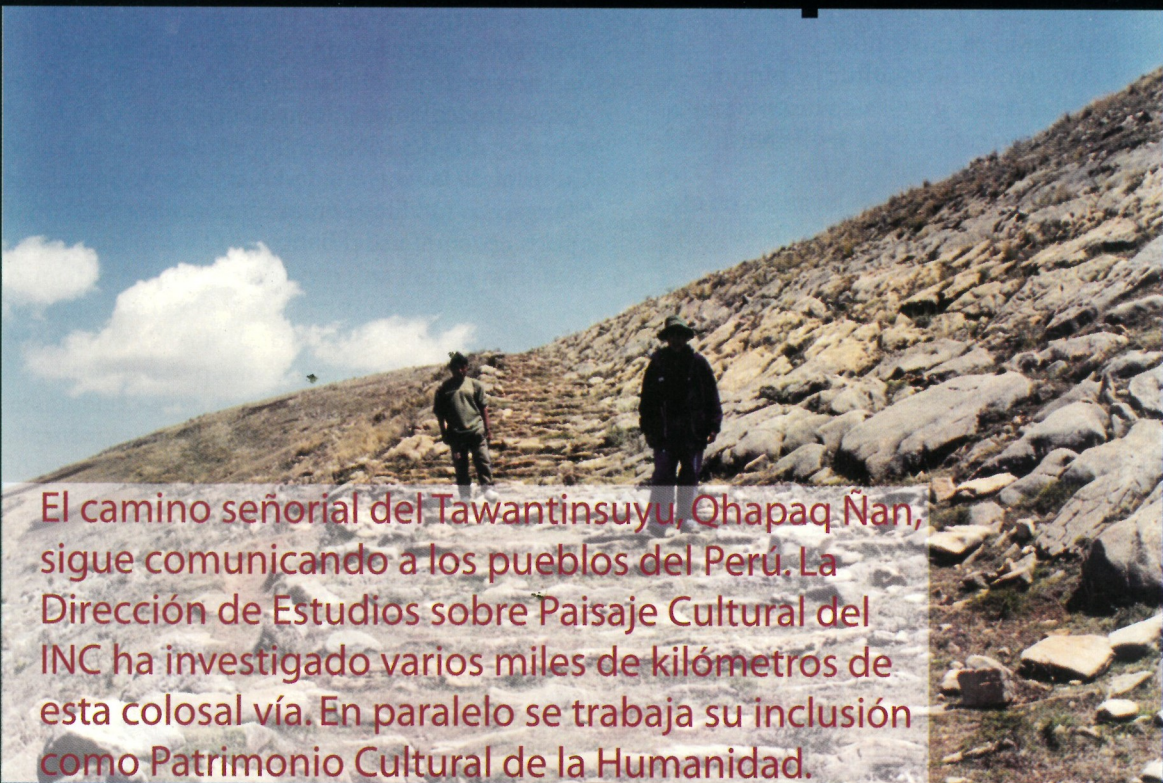 El camino señorial del Tawantinsuyu, Qhapaq Ñan,
sigue comunicando a los pueblos del Perú. La
Dirección de Estudios sobre Paisaje Cultural del
INC ha investigado varios miles de kilómetros de
esta colosal vía. En paralelo se trabaja su inclusión
como Patrimonio Cultural de la Humanidad.